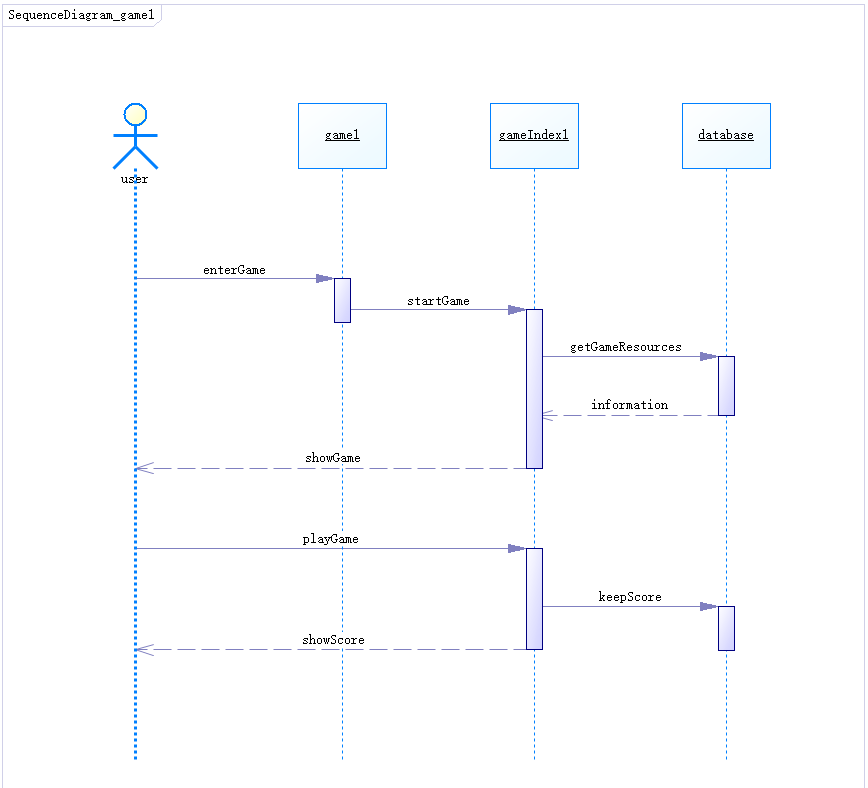 SequenceDiagram_game1
user
game1
gameIndex1
database
enterGame
startGame
getGameResources
information
showGame
playGame
keepScore
showScore